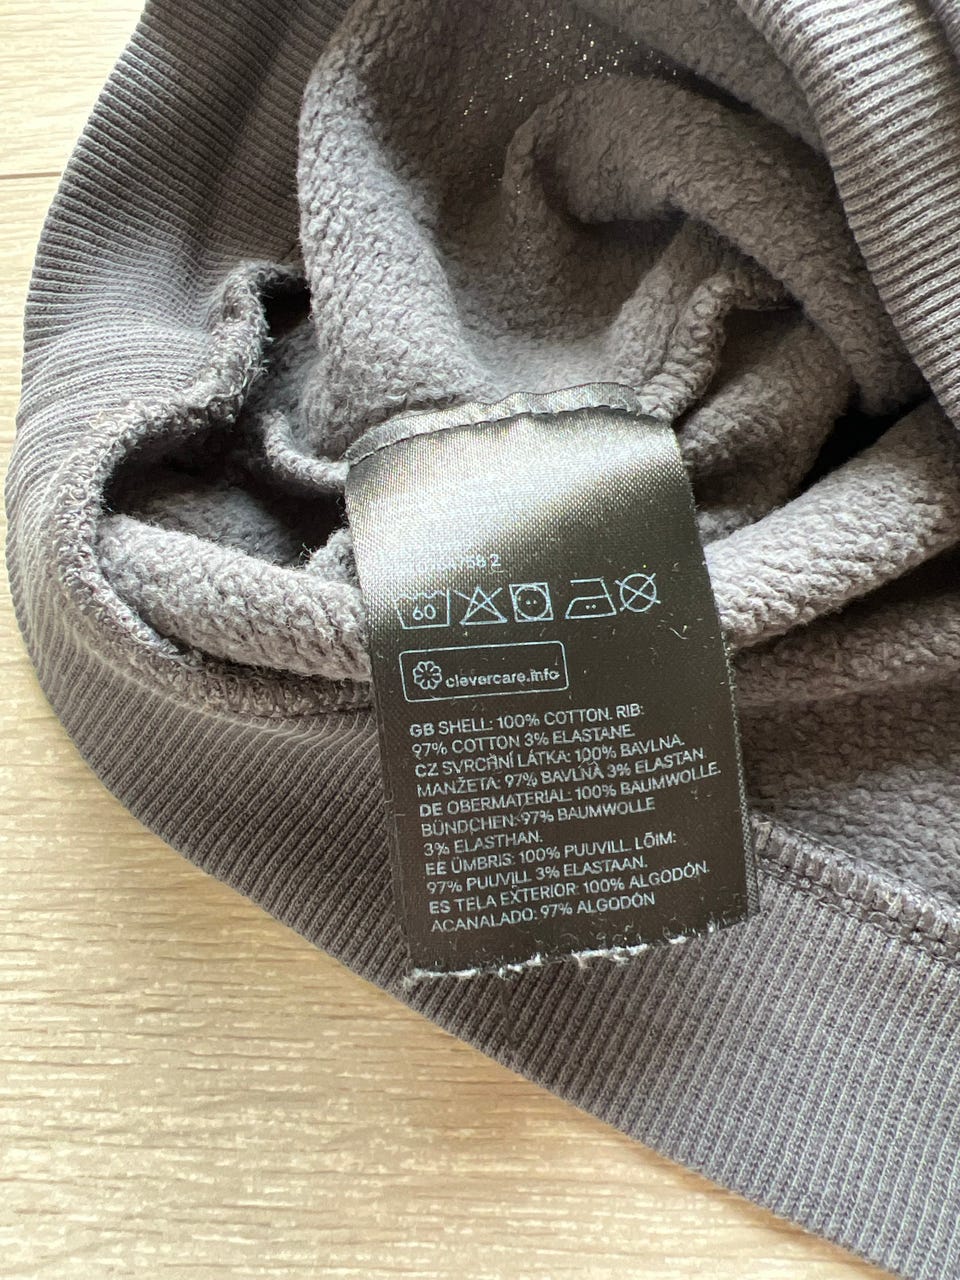 60
clevercare.info
GB SHELL: 100% COTTON. RIB:
97% COTTON 3% ELASTANE.
CZ SVRCHNÍ LÁTKA: 100% BAVLNA.
MANŽETA: 97% BAVLNA 3% ELASTAN
DE OBERMATERIAL: 100% BAUMWOLLE.
BÜNDCHEN: 97% BAUMWOLLE
3% ELASTHAN.
EE ÜMBRIS: 100% PUUVILL. LÕIM:
97% PUUVILL 3% ELASTAAN.
ES TELA EXTERIOR: 100% ALGODÓN.
ACANALADO: 97% ALGODÓN